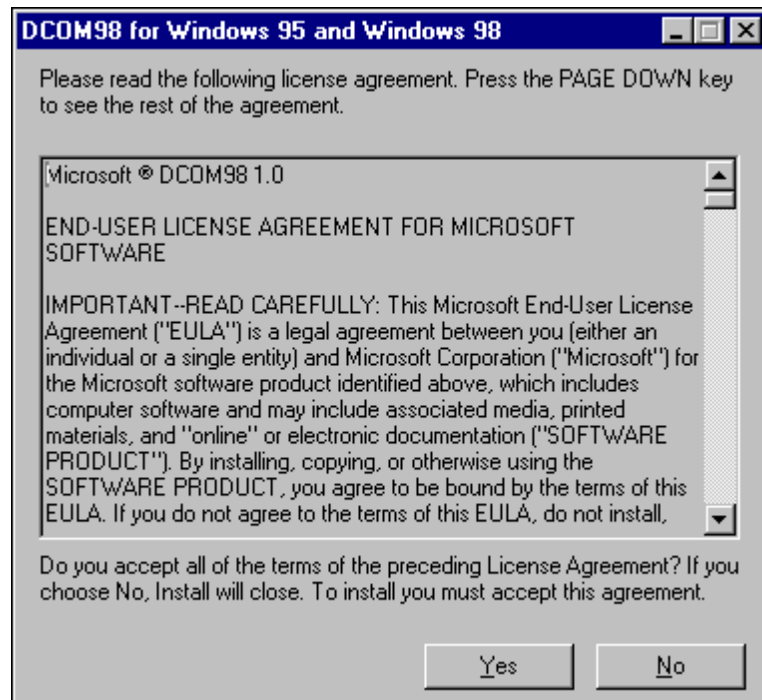 DCOM98 for Windows 95 and Windows 98
Please read the following license agreement. Press the PAGE DOWN key
to see the rest of the agreement.
Microsoft ® DCOM98 1.0
END-USER LICENSE AGREEMENT FOR MICROSOFT
SOFTWARE
IMPORTANT--READ CAREFULLY: This Microsoft End-User License
Agreement ("EULA") is a legal agreement between you (either an
individual or a single entity) and Microsoft Corporation ("Microsoft") for
the Microsoft software product identified above, which includes
computer software and may include associated media, printed
materials, and "online" or electronic documentation ("SOFTWARE
PRODUCT"). By installing, copying, or otherwise using the
SOFTWARE PRODUCT, you agree to be bound by the terms of this
EULA. If you do not agree to the terms of this EULA, do not install,
Do you accept all of the terms of the preceding License Agreement? If you
choose No, Install will close. To install you must accept this agreement.
Yes No